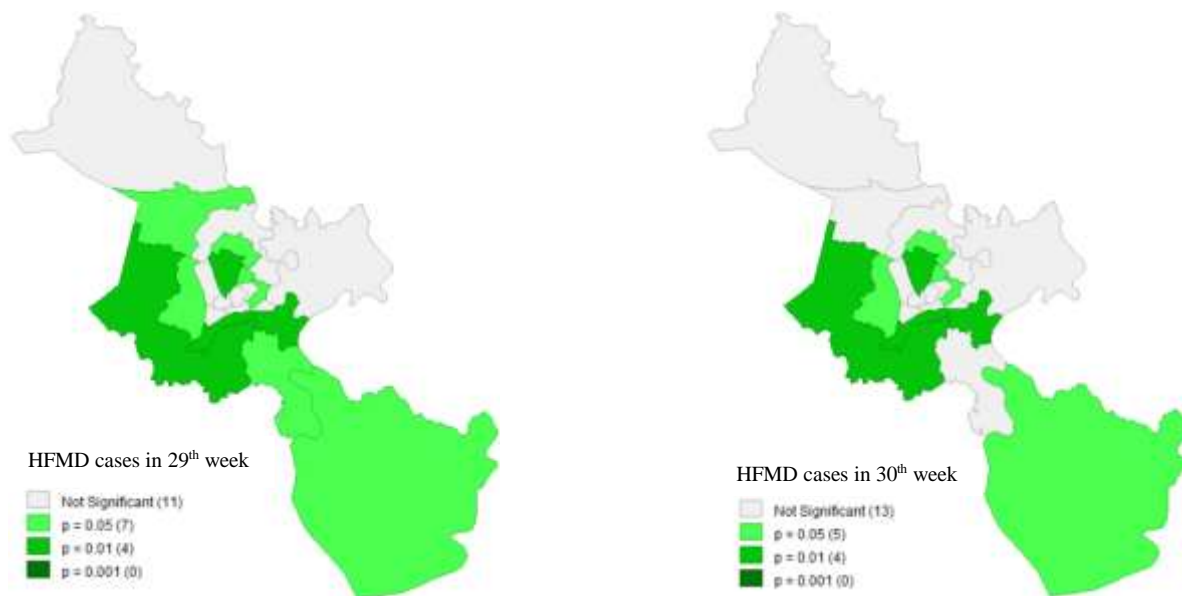 HFMD cases in 29th week
Not Significant (11)
p = 0.05 (7)
p = 0.01 (4)
p = 0.001 (0)
HFMD cases in 30th week
Not Significant (13)
p = 0.05 (5)
p = 0.01 (4)
p = 0.001 (0)